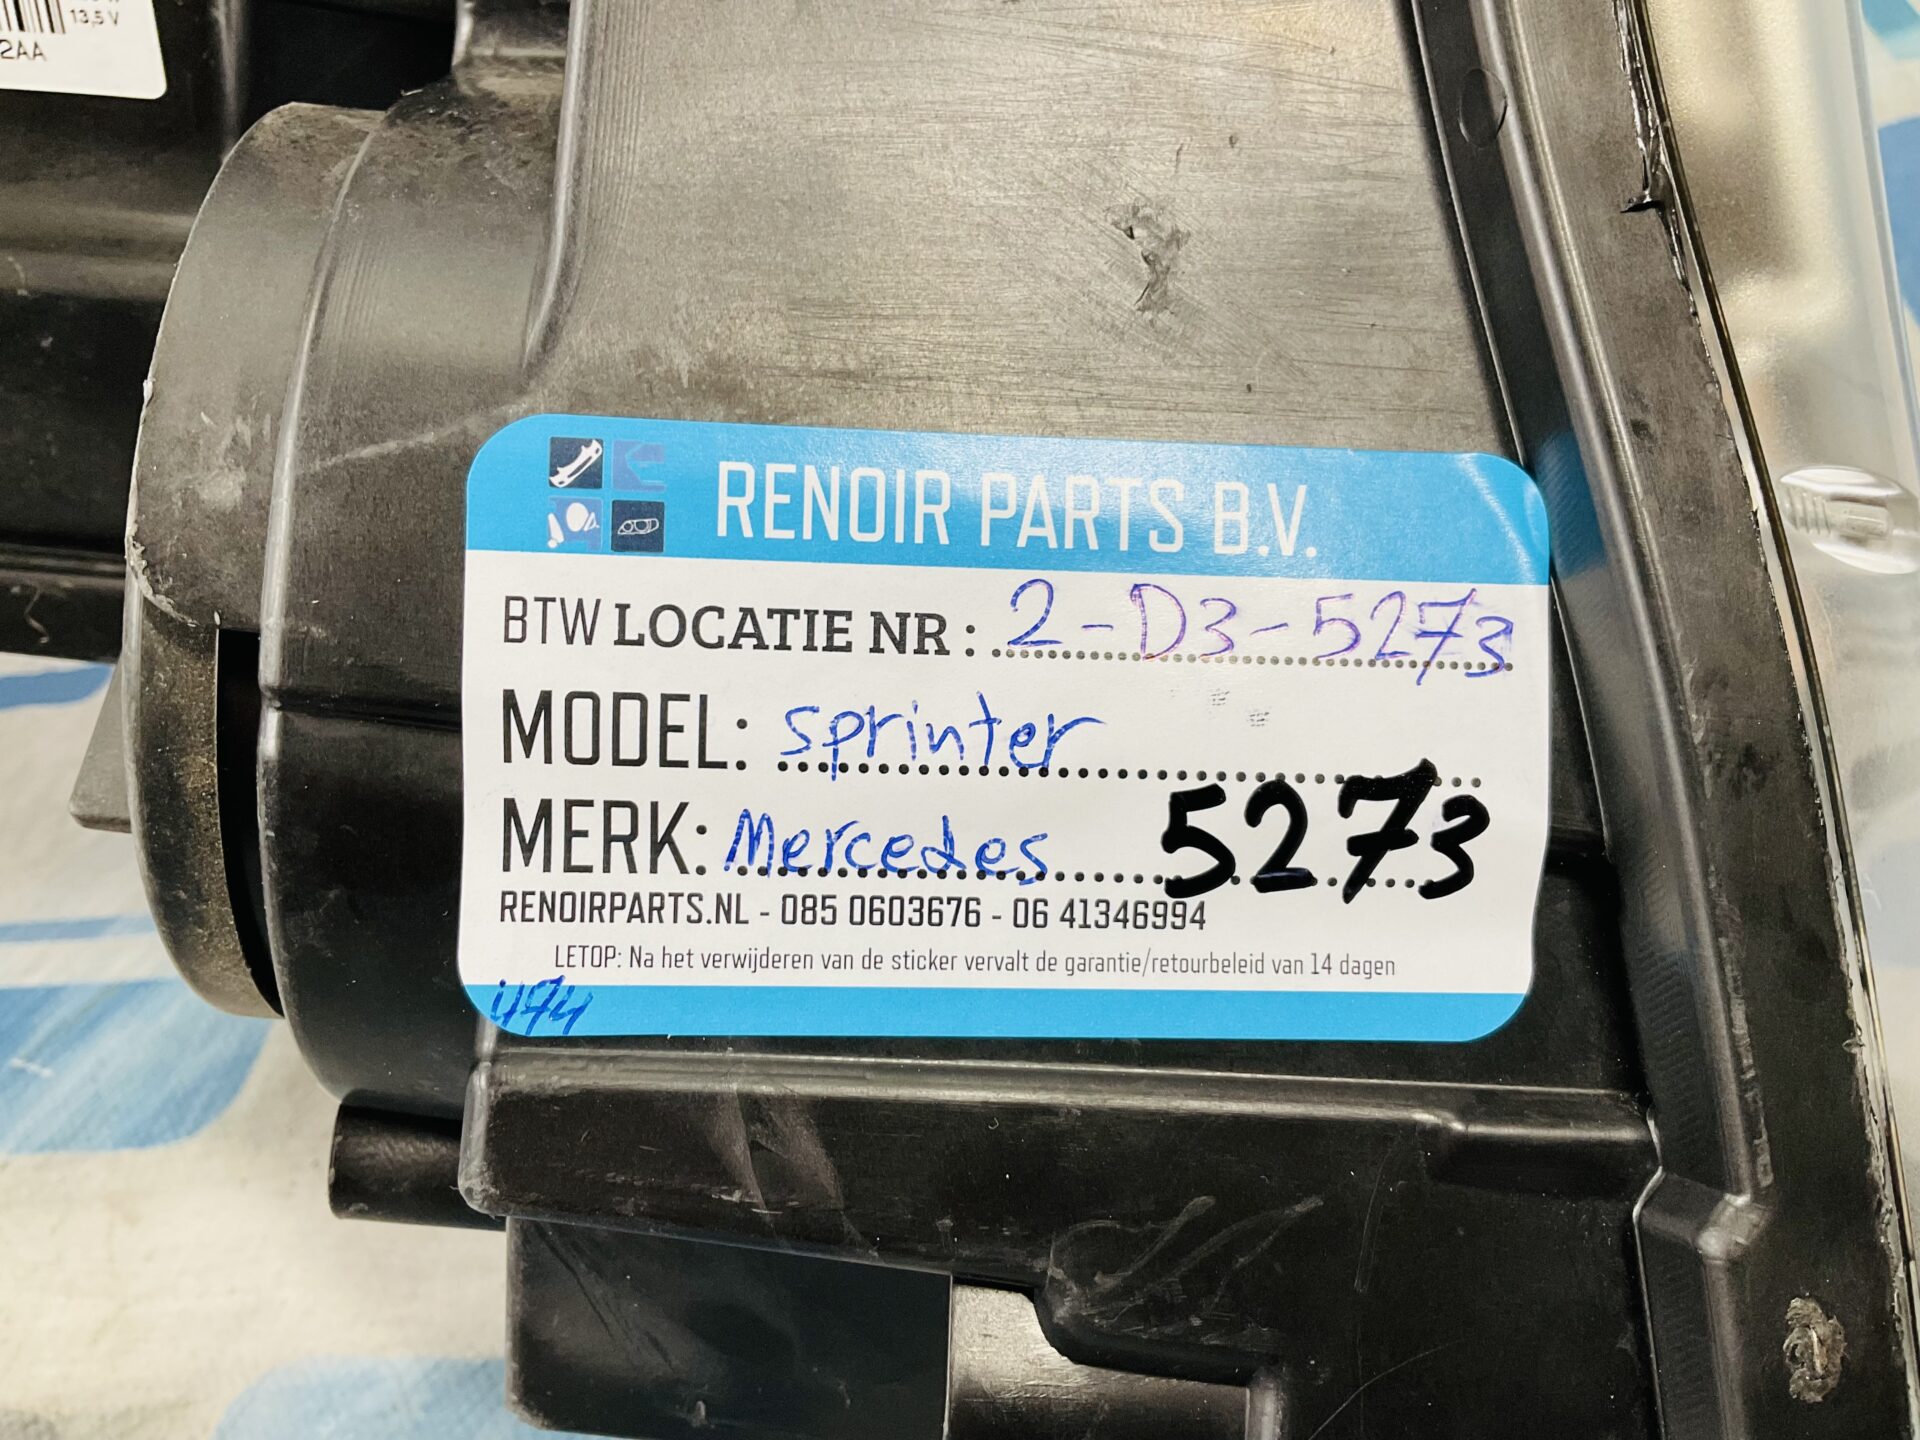 13,5 V
2AA
RENOIR PARTS B.V.
BTW LOCATIE NR: 2-D3-5273
MODEL: sprinter
MERK: Mercedes 5273
RENOIRPARTS.NL - 085 0603676 - 06 41346994
LETOP: Na het verwijderen van de sticker vervalt de garantie/retourbeleid van 14 dagen